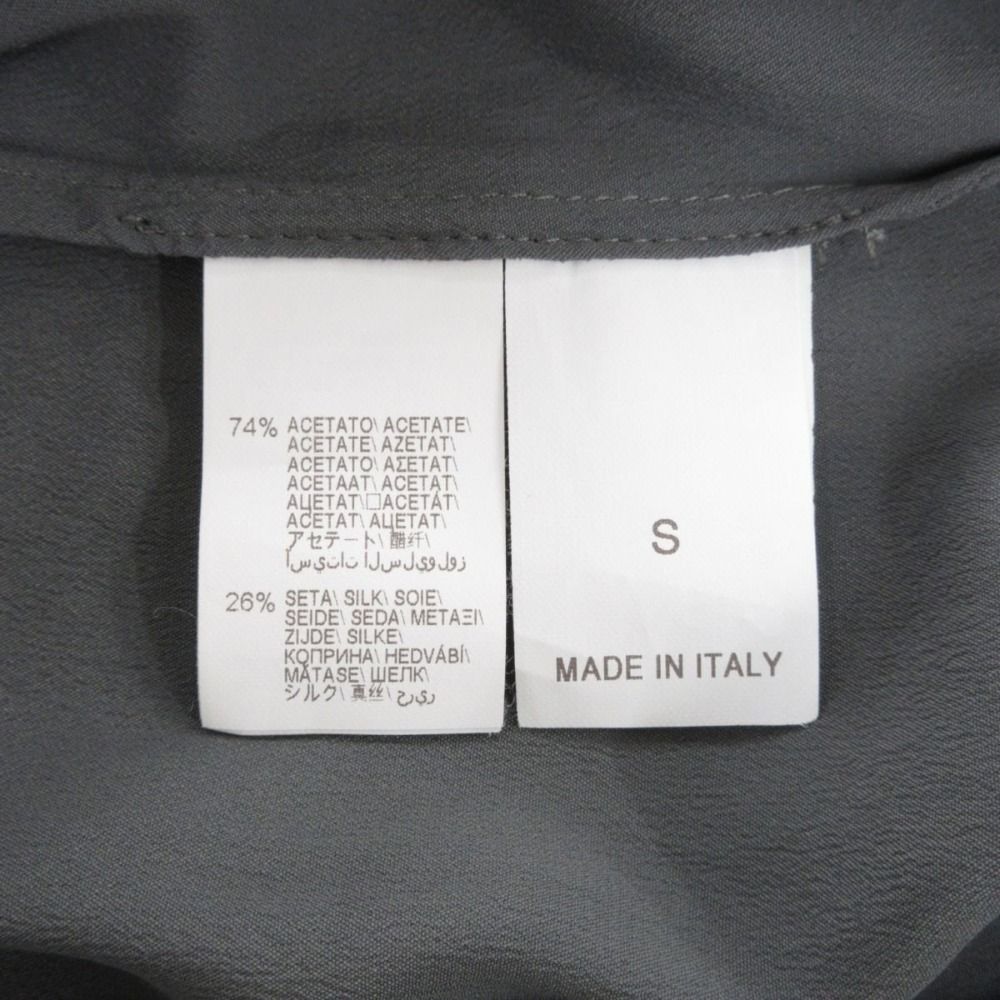 74% ACETATO\ ACETATE\
ACETATE\ AZETAT\
ACETATO\ ΑΣΕΤΑΤ\
ACETAAT\ ACETAT\
АЦЕТАТ\□ACETÁT\
ACETAT\ АЦЕТАТ\
アセテート\ 醋纤\
أسيتات السليولوز
26% SETA\ SILK\ SOIE\
SEIDE\ SEDA\ ΜΕΤΑΞΙ\
ZIJDE\ SILKE\
КОПРИНА\ HEDVÁBÍ\
MĂTASE\ ШЕЛК\
シルク\ 真丝\ حرير
S
MADE IN ITALY